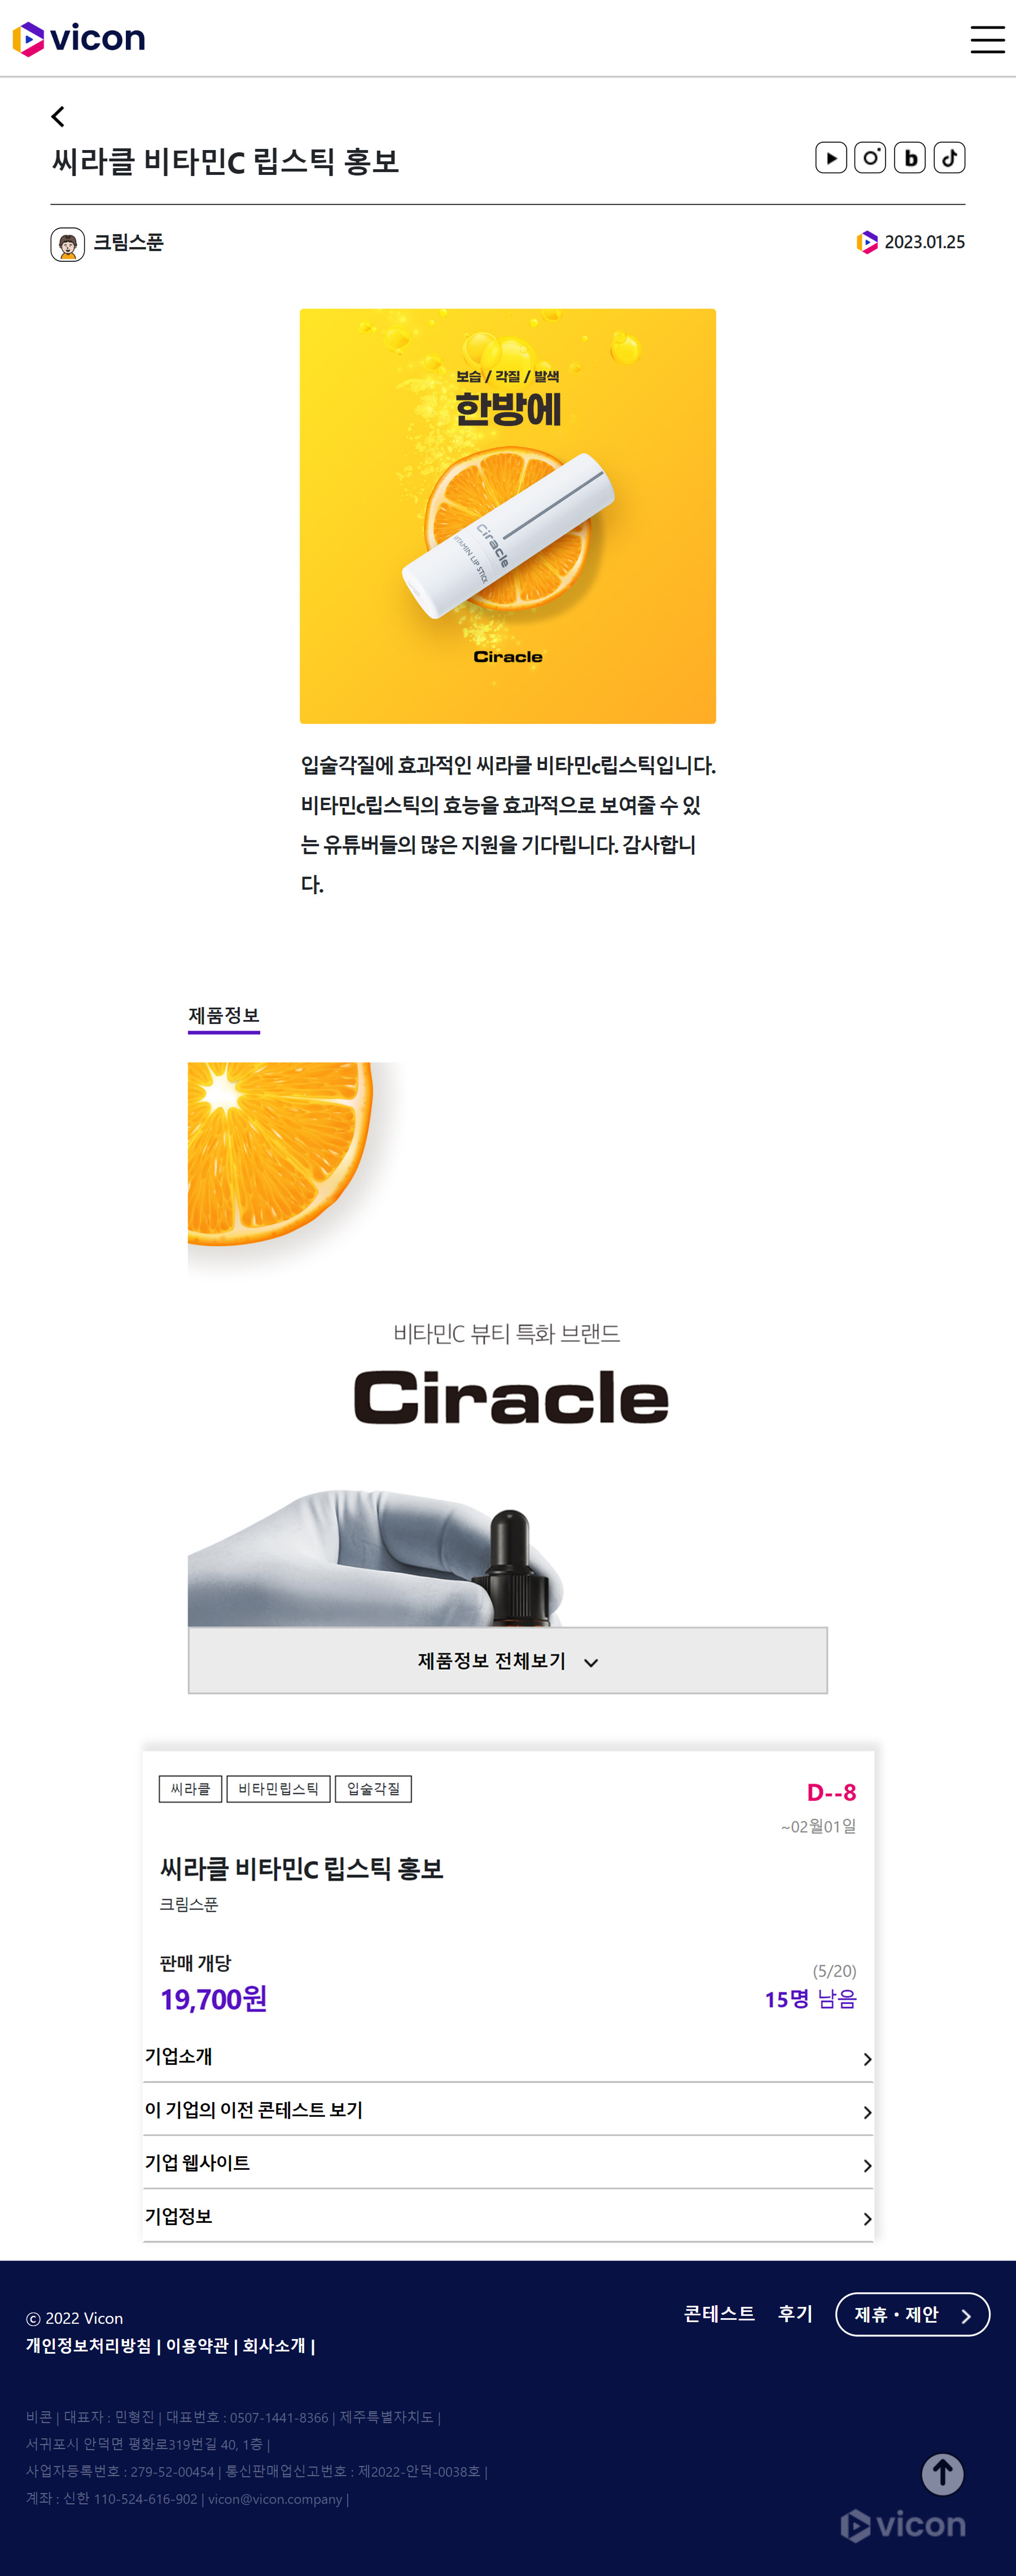 vicon
씨라클 비타민C 립스틱 홍보
크림스푼
2023.01.25
보습 / 각질 / 발색
한방에
Ciracle
VITAMIN LIP STICK
Ciracle
입술각질에 효과적인 씨라클 비타민c립스틱입니다.
비타민c립스틱의 효능을 효과적으로 보여줄 수 있
는 유튜버들의 많은 지원을 기다립니다. 감사합니
다.
제품정보
비타민C 뷰티 특화 브랜드
Ciracle
제품정보 전체보기
씨라클 비타민립스틱 입술각질
D--8
~02월01일
씨라클 비타민C 립스틱 홍보
크림스푼
판매 개당
(5/20)
19,700원
15명 남음
기업소개
이 기업의 이전 콘테스트 보기
기업 웹사이트
기업정보
콘테스트 후기 제휴 • 제안
ⓒ 2022 Vicon
개인정보처리방침 | 이용약관 | 회사소개 |
비콘 | 대표자 : 민형진 | 대표번호 : 0507-1441-8366 | 제주특별자치도 |
서귀포시 안덕면 평화로319번길 40, 1층 |
사업자등록번호 : 279-52-00454 | 통신판매업신고번호 : 제2022-안덕-0038호 |
계좌 : 신한 110-524-616-902 | vicon@vicon.company |
vicon